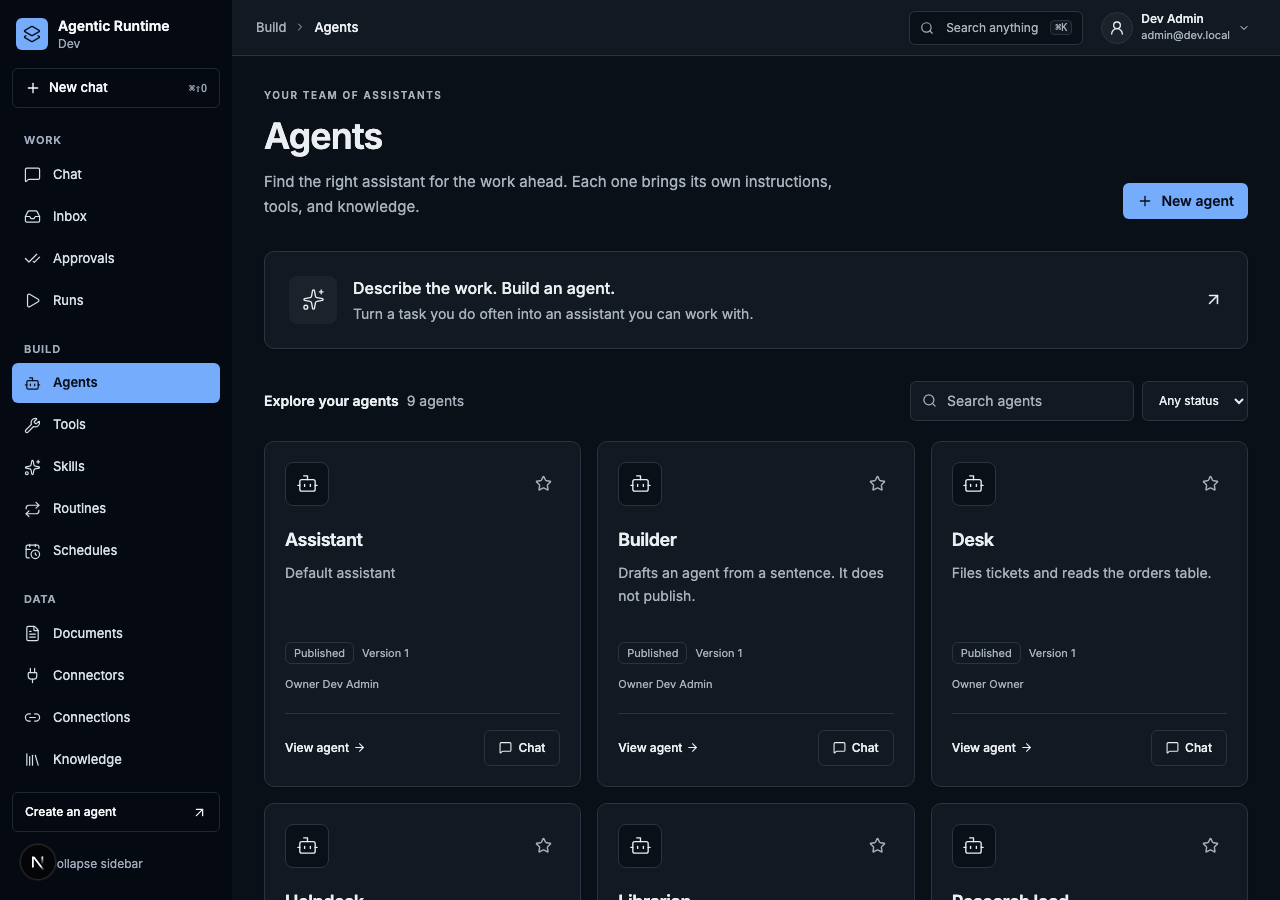 Agentic Runtime
Dev
New chat
⌘⇧O
WORK
Chat
Inbox
Approvals
Runs
BUILD
Agents
Tools
Skills
Routines
Schedules
DATA
Documents
Connectors
Connections
Knowledge
Create an agent
N
ollapse sidebar
Build > Agents
Search anything ⌘K
Dev Admin
admin@dev.local
YOUR TEAM OF ASSISTANTS
Agents
Find the right assistant for the work ahead. Each one brings its own instructions,
tools, and knowledge.
New agent
Describe the work. Build an agent.
Turn a task you do often into an assistant you can work with.
Explore your agents 9 agents
Search agents
Any status
Assistant
Default assistant
Published Version 1
Owner Dev Admin
View agent →
Chat
Builder
Drafts an agent from a sentence. It does
not publish.
Published Version 1
Owner Dev Admin
View agent →
Chat
Desk
Files tickets and reads the orders table.
Published Version 1
Owner Owner
View agent →
Chat
Helpdesk
Librarian
Research lead